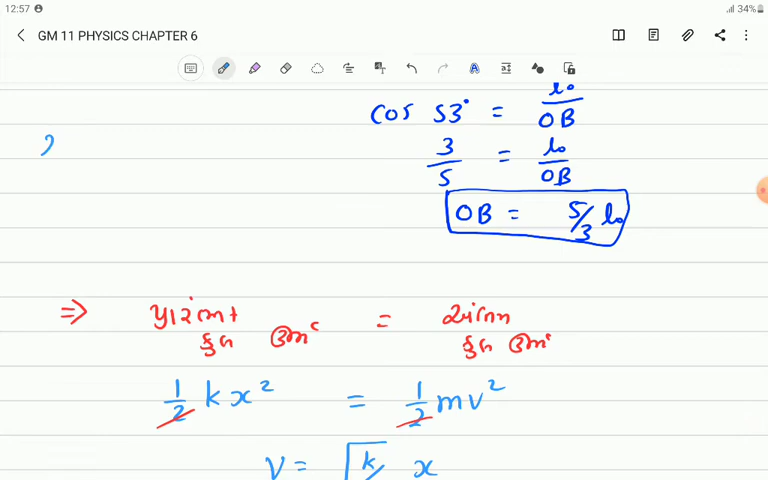 12:57
34%
GM 11 PHYSICS CHAPTER 6
cos 53° = l₀/OB
3/5 = l₀/OB
OB = 5/3 l₀
⇒ =
1/2 kx² = 1/2 mv²
V = √k x